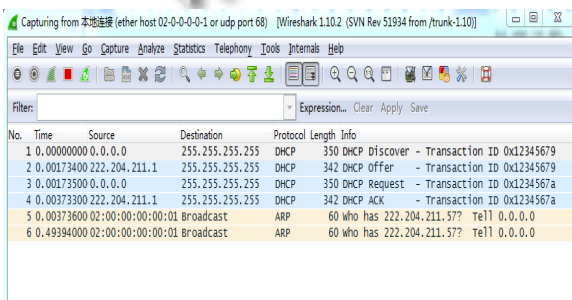 Capturing from 本地连接 (ether host 02-0-0-0-0-1 or udp port 68) [Wireshark 1.10.2 (SVN Rev 51934 from /trunk-1.10)]
File Edit View Go Capture Analyze Statistics Telephony Tools Internals Help
Filter: Expression... Clear Apply Save
No. Time Source Destination Protocol Length Info
1 0.00000000 0.0.0.0 255.255.255.255 DHCP 350 DHCP Discover - Transaction ID 0x12345679
2 0.00173400 222.204.211.1 255.255.255.255 DHCP 342 DHCP Offer - Transaction ID 0x12345679
3 0.00173500 0.0.0.0 255.255.255.255 DHCP 350 DHCP Request - Transaction ID 0x1234567a
4 0.00373300 222.204.211.1 255.255.255.255 DHCP 342 DHCP ACK - Transaction ID 0x1234567a
5 0.00373600 02:00:00:00:00:01 Broadcast ARP 60 Who has 222.204.211.57? Tell 0.0.0.0
6 0.49394000 02:00:00:00:00:01 Broadcast ARP 60 Who has 222.204.211.57? Tell 0.0.0.0